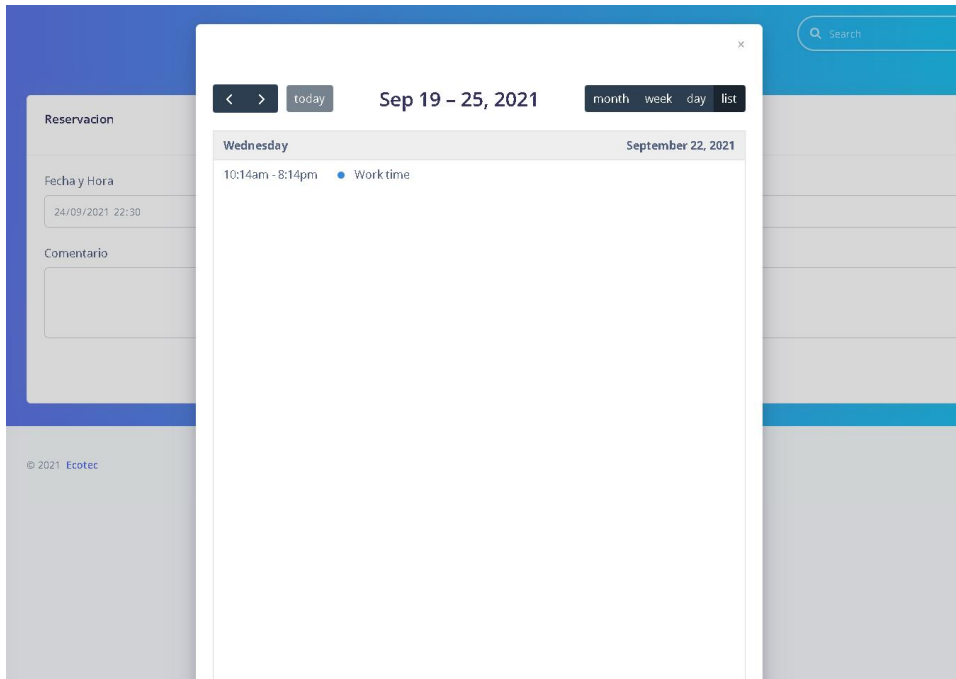 Search
×
today
Sep 19 – 25, 2021
month week day list
Reservacion
Wednesday September 22, 2021
10:14am - 8:14pm Work time
Fecha y Hora
24/09/2021 22:30
Comentario
© 2021 Ecotec